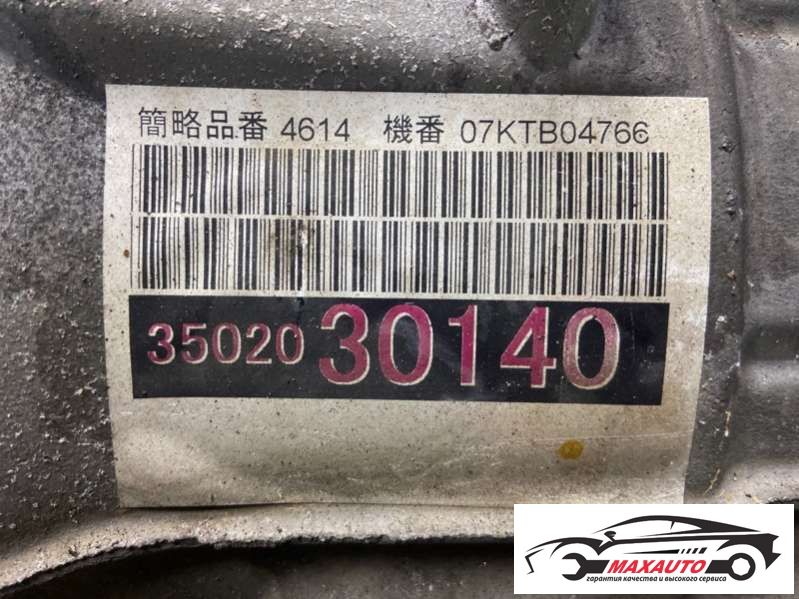 簡略品番 4614 機番 07KTB04766
35020 30140
MAXAUTO
гарантия качества и высокого сервиса